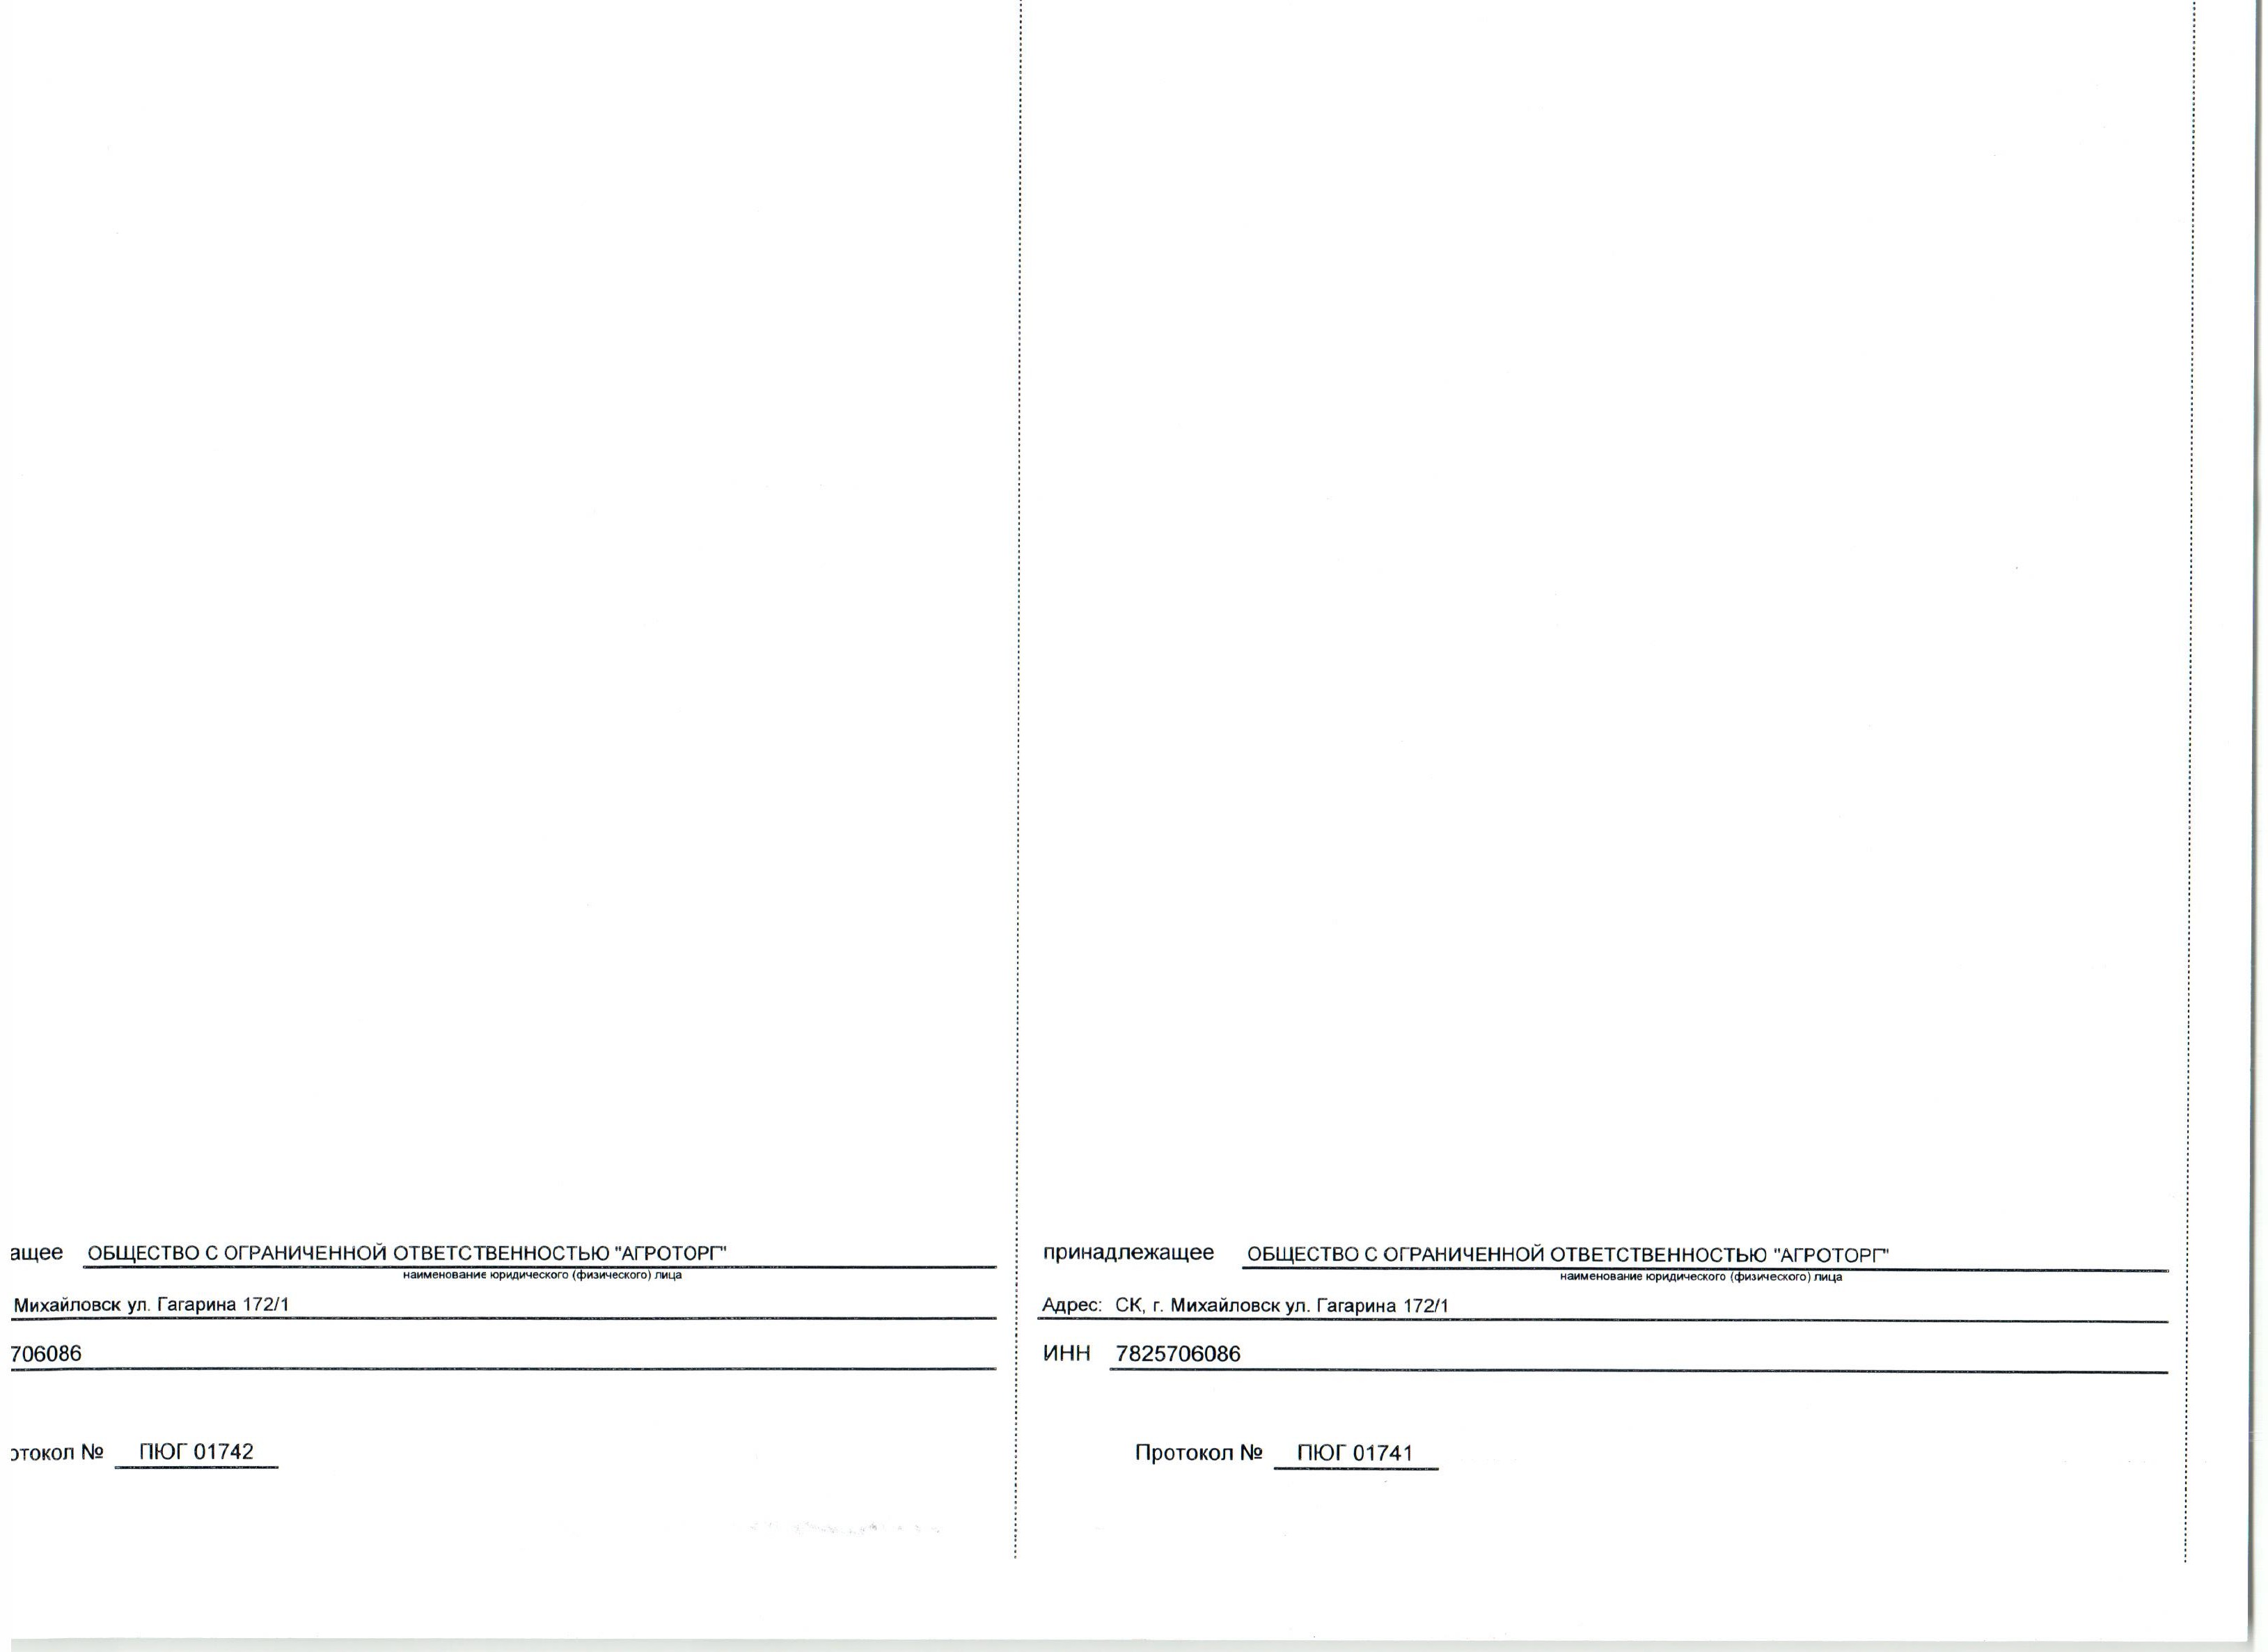 ащее ОБЩЕСТВО С ОГРАНИЧЕННОЙ ОТВЕТСТВЕННОСТЬЮ "АГРОТОРГ"
наименование юридического (физического) лица
Михайловск ул. Гагарина 172/1
706086
отокол № ПЮГ 01742
принадлежащее ОБЩЕСТВО С ОГРАНИЧЕННОЙ ОТВЕТСТВЕННОСТЬЮ "АГРОТОРГ"
наименование юридического (физического) лица
Адрес: СК, г. Михайловск ул. Гагарина 172/1
ИНН 7825706086
Протокол № ПЮГ 01741